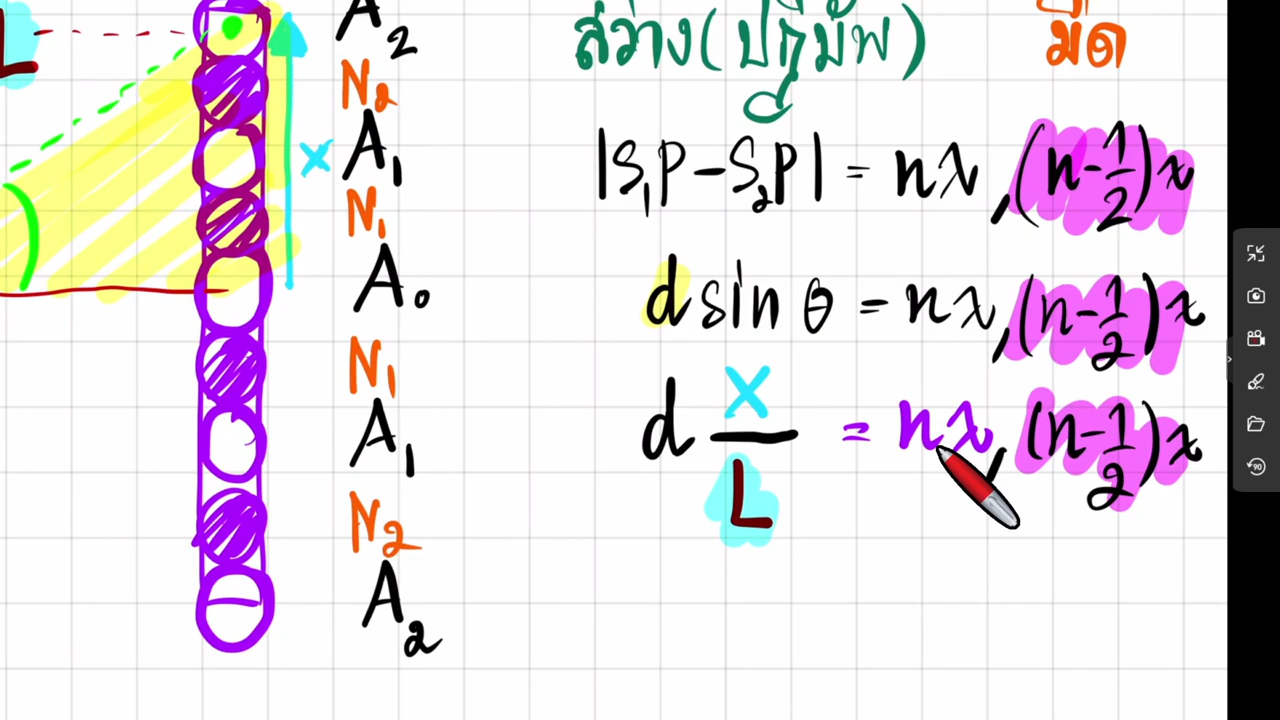 L
A₂
N₂
A₁
x
N₁
A₀
N₁
A₁
N₂
A₂
สว่าง(ปฏิบัพ) มืด
|S₁P - S₂P| = nλ, (n-1/2)λ
d sin θ = nλ, (n-1/2)λ
d x/L = nλ, (n-1/2)λ
90